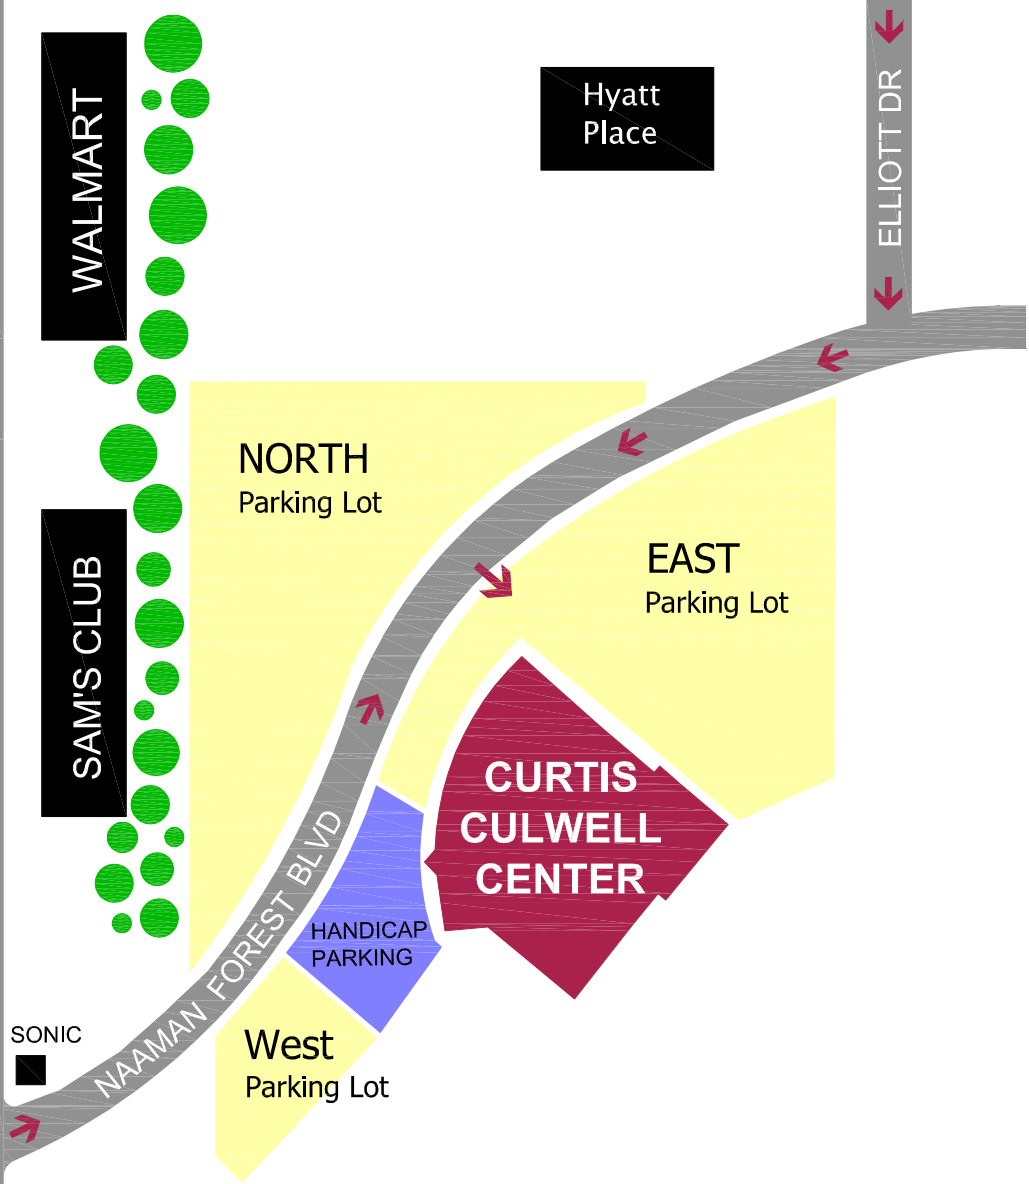 WALMART
Hyatt
Place
ELLIOTT DR
NORTH
Parking Lot
EAST
Parking Lot
SAM'S CLUB
CURTIS
CULWELL
CENTER
NAAMAN FOREST BLVD
HANDICAP
PARKING
SONIC
West
Parking Lot